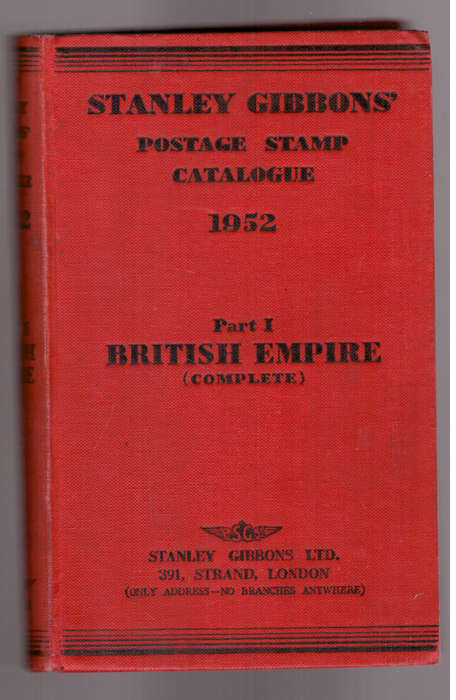 STANLEY GIBBONS'
POSTAGE STAMP
CATALOGUE
1952
Part I
BRITISH EMPIRE
(COMPLETE)
SG
STANLEY GIBBONS LTD.
391, STRAND, LONDON
(ONLY ADDRESS—NO BRANCHES ANYWHERE)